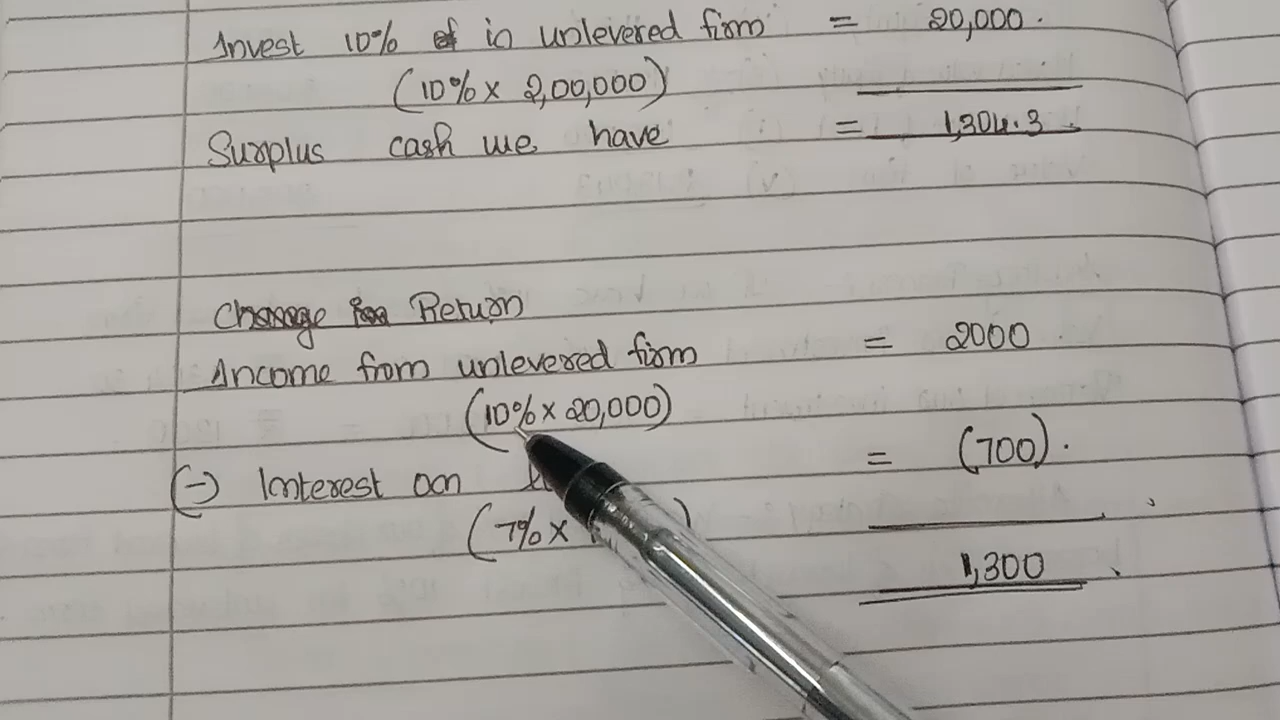 Invest 10% of in unlevered firm = 20,000.
(10% x 2,00,000)
Surplus cash we have = 1,304.3
Change Return
Income from unlevered firm = 2000
(10% x 20,000)
(-) Interest on = (700).
(7% x )
1,300